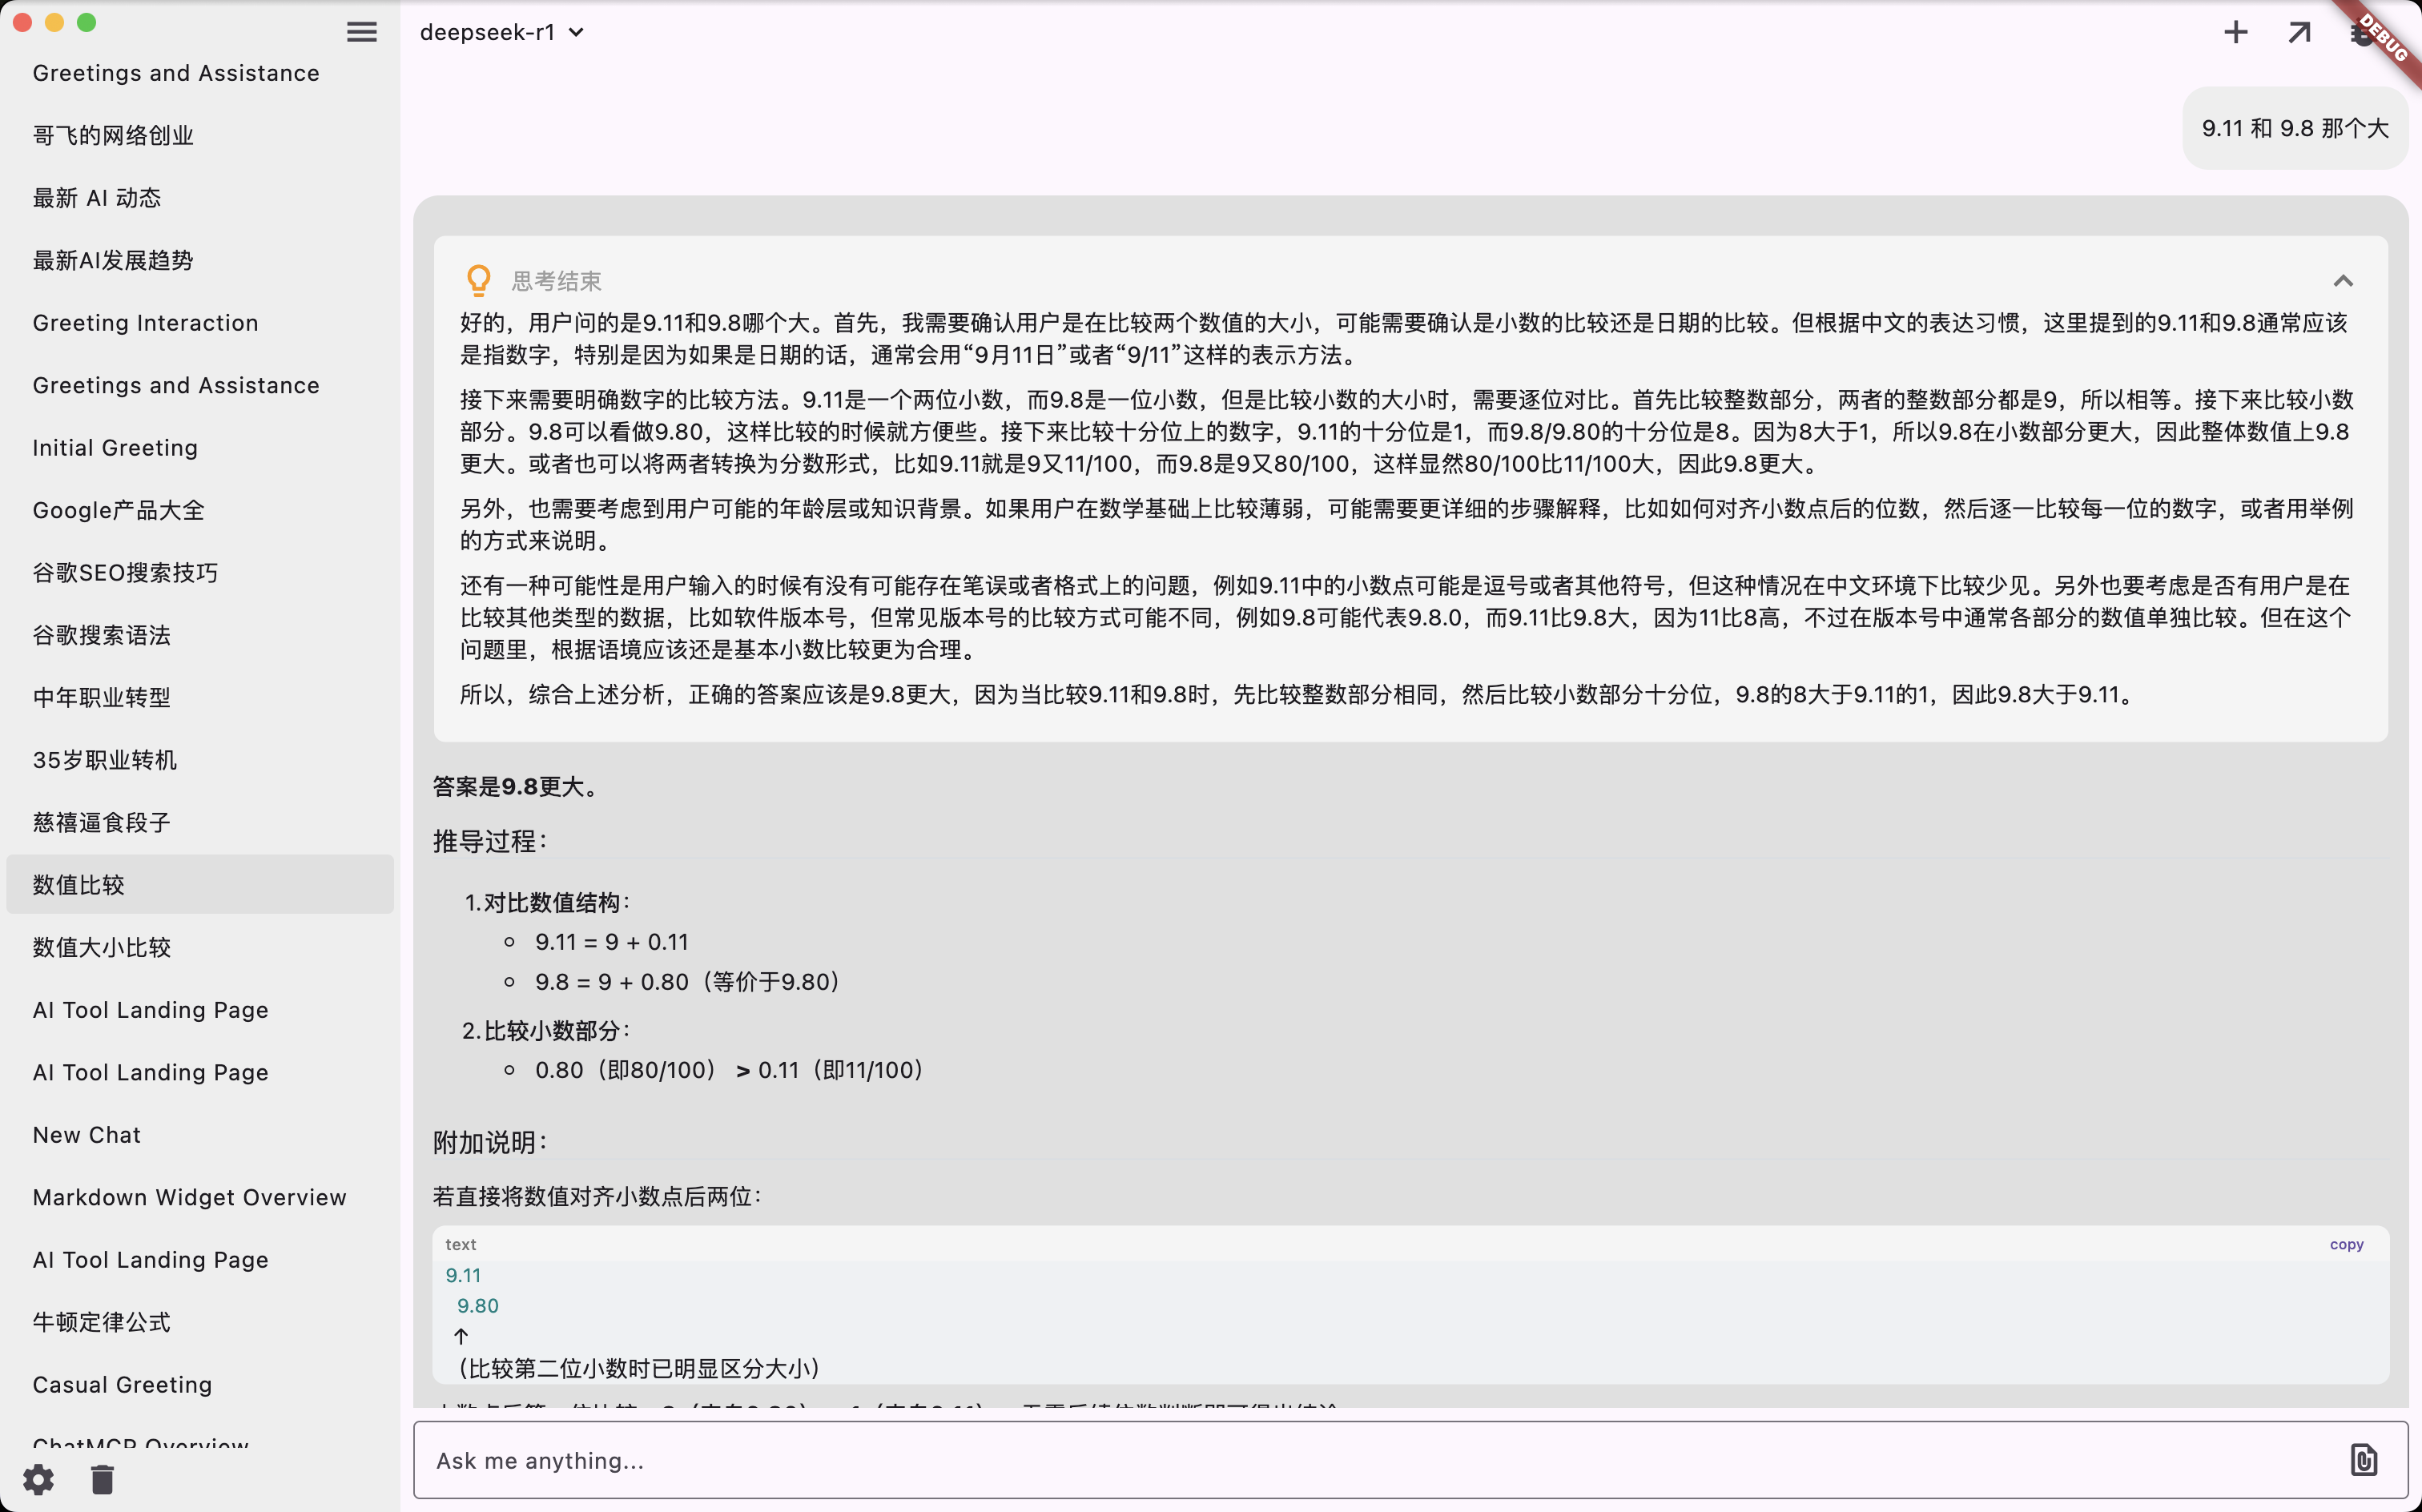 deepseek-r1
DEBUG
Greetings and Assistance
哥飞的网络创业
最新 AI 动态
最新AI发展趋势
Greeting Interaction
Greetings and Assistance
Initial Greeting
Google产品大全
谷歌SEO搜索技巧
谷歌搜索语法
中年职业转型
35岁职业转机
慈禧逼食段子
数值比较
数值大小比较
AI Tool Landing Page
AI Tool Landing Page
New Chat
Markdown Widget Overview
AI Tool Landing Page
牛顿定律公式
Casual Greeting
ChatMCP Overview
9.11 和 9.8 那个大
思考结束
好的，用户问的是9.11和9.8哪个大。首先，我需要确认用户是在比较两个数值的大小，可能需要确认是小数的比较还是日期的比较。但根据中文的表达习惯，这里提到的9.11和9.8通常应该
是指数字，特别是因为如果是日期的话，通常会用“9月11日”或者“9/11”这样的表示方法。
接下来需要明确数字的比较方法。9.11是一个两位小数，而9.8是一位小数，但是比较小数的大小时，需要逐位对比。首先比较整数部分，两者的整数部分都是9，所以相等。接下来比较小数
部分。9.8可以看做9.80，这样比较的时候就方便些。接下来比较十分位上的数字，9.11的十分位是1，而9.8/9.80的十分位是8。因为8大于1，所以9.8在小数部分更大，因此整体数值上9.8
更大。或者也可以将两者转换为分数形式，比如9.11就是9又11/100，而9.8是9又80/100，这样显然80/100比11/100大，因此9.8更大。
另外，也需要考虑到用户可能的年龄层或知识背景。如果用户在数学基础上比较薄弱，可能需要更详细的步骤解释，比如如何对齐小数点后的位数，然后逐一比较每一位的数字，或者用举例
的方式来说明。
还有一种可能性是用户输入的时候有没有可能存在笔误或者格式上的问题，例如9.11中的小数点可能是逗号或者其他符号，但这种情况在中文环境下比较少见。另外也要考虑是否有用户是在
比较其他类型的数据，比如软件版本号，但常见版本号的比较方式可能不同，例如9.8可能代表9.8.0，而9.11比9.8大，因为11比8高，不过在版本号中通常各部分的数值单独比较。但在这个
问题里，根据语境应该还是基本小数比较更为合理。
所以，综合上述分析，正确的答案应该是9.8更大，因为当比较9.11和9.8时，先比较整数部分相同，然后比较小数部分十分位，9.8的8大于9.11的1，因此9.8大于9.11。
答案是9.8更大。
推导过程：
1.对比数值结构：
9.11 = 9 + 0.11
9.8 = 9 + 0.80（等价于9.80）
2.比较小数部分：
0.80（即80/100） > 0.11（即11/100）
附加说明：
若直接将数值对齐小数点后两位：
text
copy
9.11
9.80
↑
（比较第二位小数时已明显区分大小）
Ask me anything...